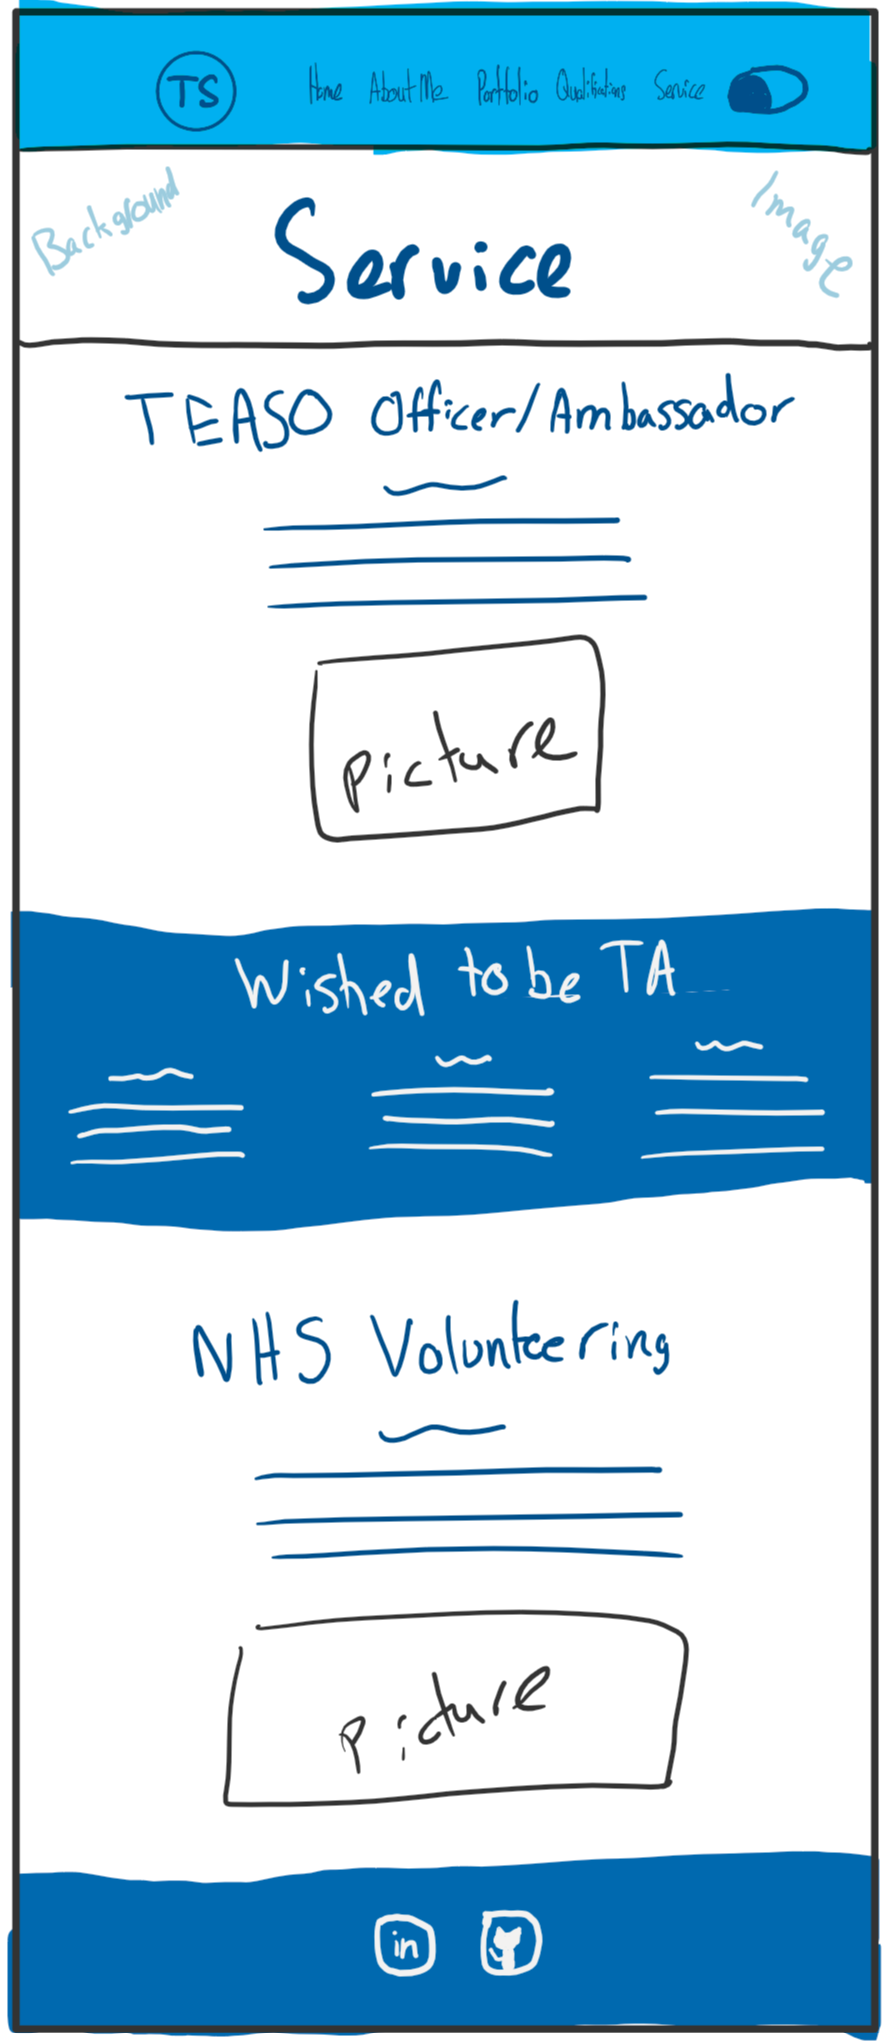 TS Home About Me Portfolio Qualifications Service
Background Image
Service
TEASO Officer/Ambassador
picture
Wished to be TA
NHS Volunteering
picture
in